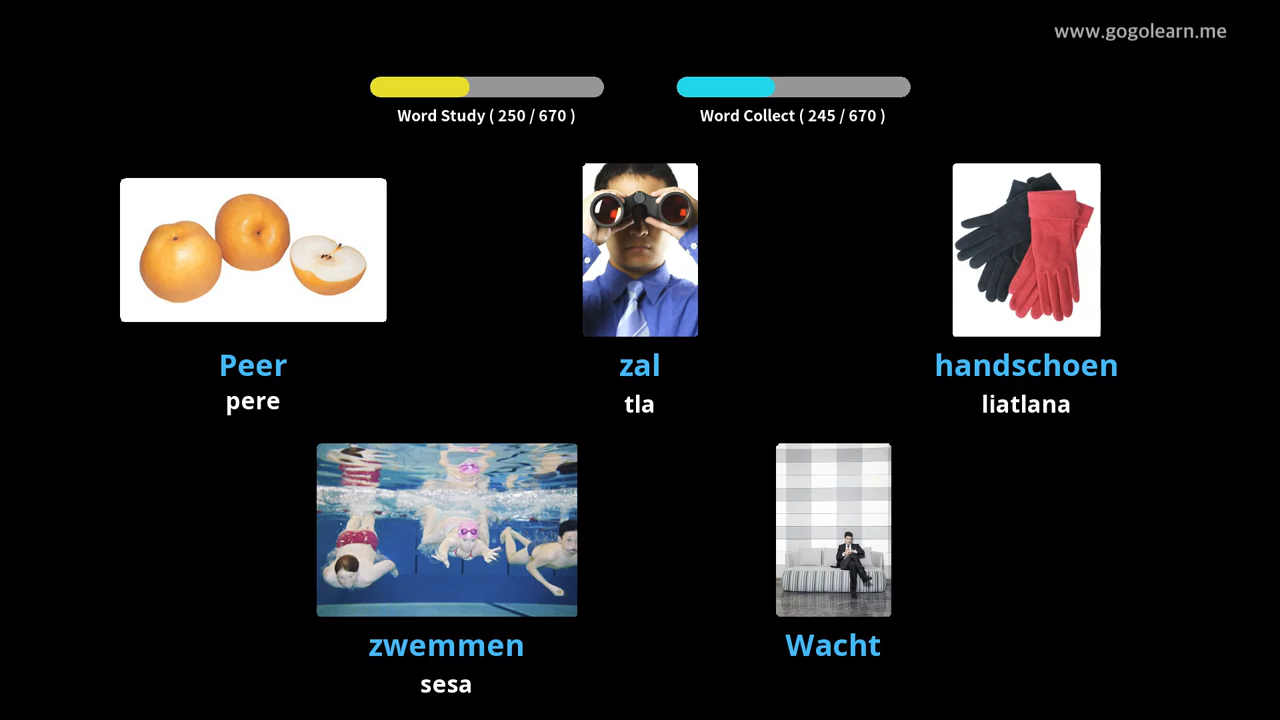 www.gogolearn.me
Word Study ( 250 / 670 )
Word Collect ( 245 / 670 )
Peer
pere
zal
tla
handschoen
liatlana
zwemmen
sesa
Wacht